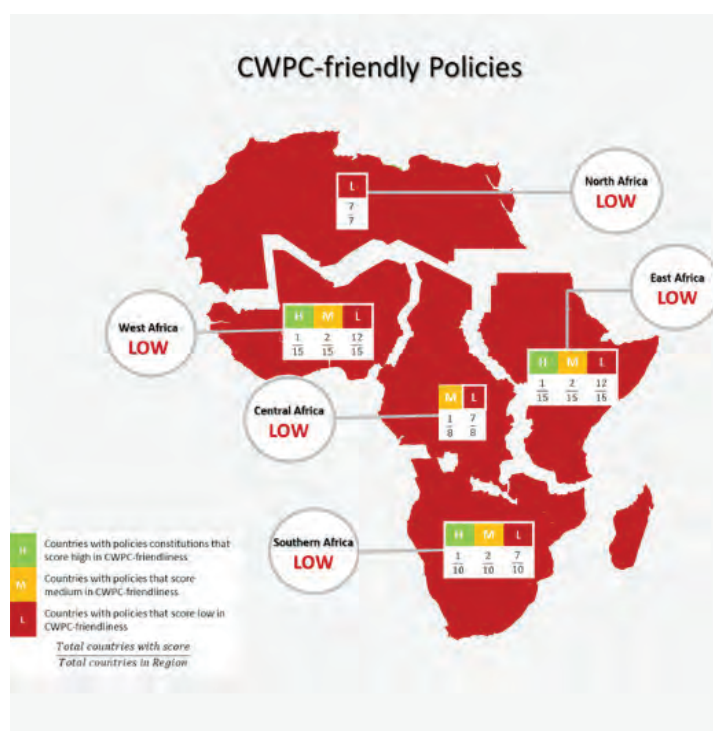 CWPC-friendly Policies
North Africa
LOW
L
7
7
East Africa
LOW
West Africa
LOW
H M L
1 2 12
15 15 15
H M L
1 2 12
15 15 15
Central Africa
LOW
M L
1 7
8 8
Southern Africa
LOW
H M L
1 2 7
10 10 10
H
Countries with policies constitutions that
score high in CWPC-friendliness
M
Countries with policies that score
medium in CWPC-friendliness
L
Countries with policies that score low in
CWPC-friendliness
Total countries with score
Total countries in Region